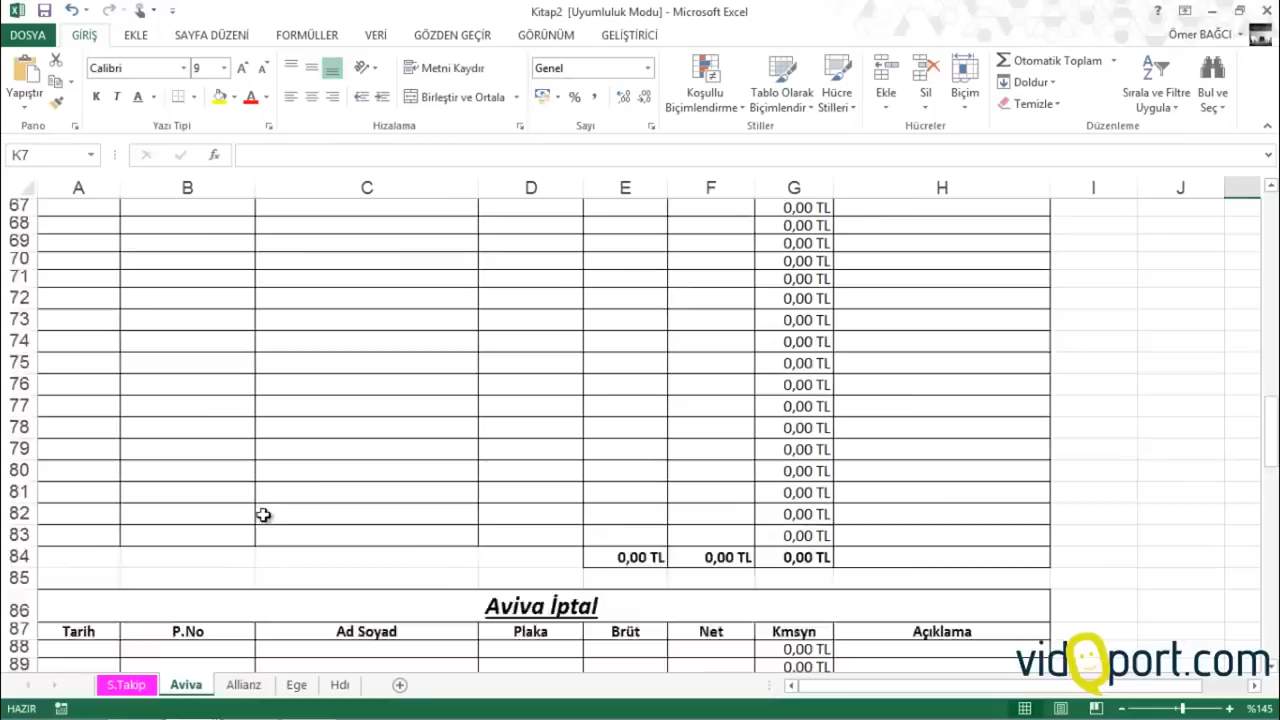 Kitap2 [Uyumluluk Modu] - Microsoft Excel
?
DOSYA GİRİŞ EKLE SAYFA DÜZENİ FORMÜLLER VERİ GÖZDEN GEÇİR GÖRÜNÜM GELİŞTİRİCİ Ömer BAĞCI
Yapıştır
Pano
Calibri 9
K T A A
Yazı Tipi
Metni Kaydır
Birleştir ve Ortala
Hizalama
Genel
%
Sayı
Koşullu Biçimlendirme
Tablo Olarak Biçimlendir
Hücre Stilleri
Stiller
Ekle Sil Biçim
Hücreler
Otomatik Toplam
Doldur
Temizle
Sırala ve Filtre Uygula
Bul ve Seç
Düzenleme
K7 fx
A B C D E F G H I J
67 0,00 TL
68 0,00 TL
69 0,00 TL
70 0,00 TL
71 0,00 TL
72 0,00 TL
73 0,00 TL
74 0,00 TL
75 0,00 TL
76 0,00 TL
77 0,00 TL
78 0,00 TL
79 0,00 TL
80 0,00 TL
81 0,00 TL
82 0,00 TL
83 0,00 TL
84 0,00 TL 0,00 TL 0,00 TL
85
86 Aviva İptal
87 Tarih P.No Ad Soyad Plaka Brüt Net Kmsyn Açıklama
88 0,00 TL
89 0,00 TL
vidoport.com
S.Takip Aviva Allianz Ege Hdı
HAZIR %145